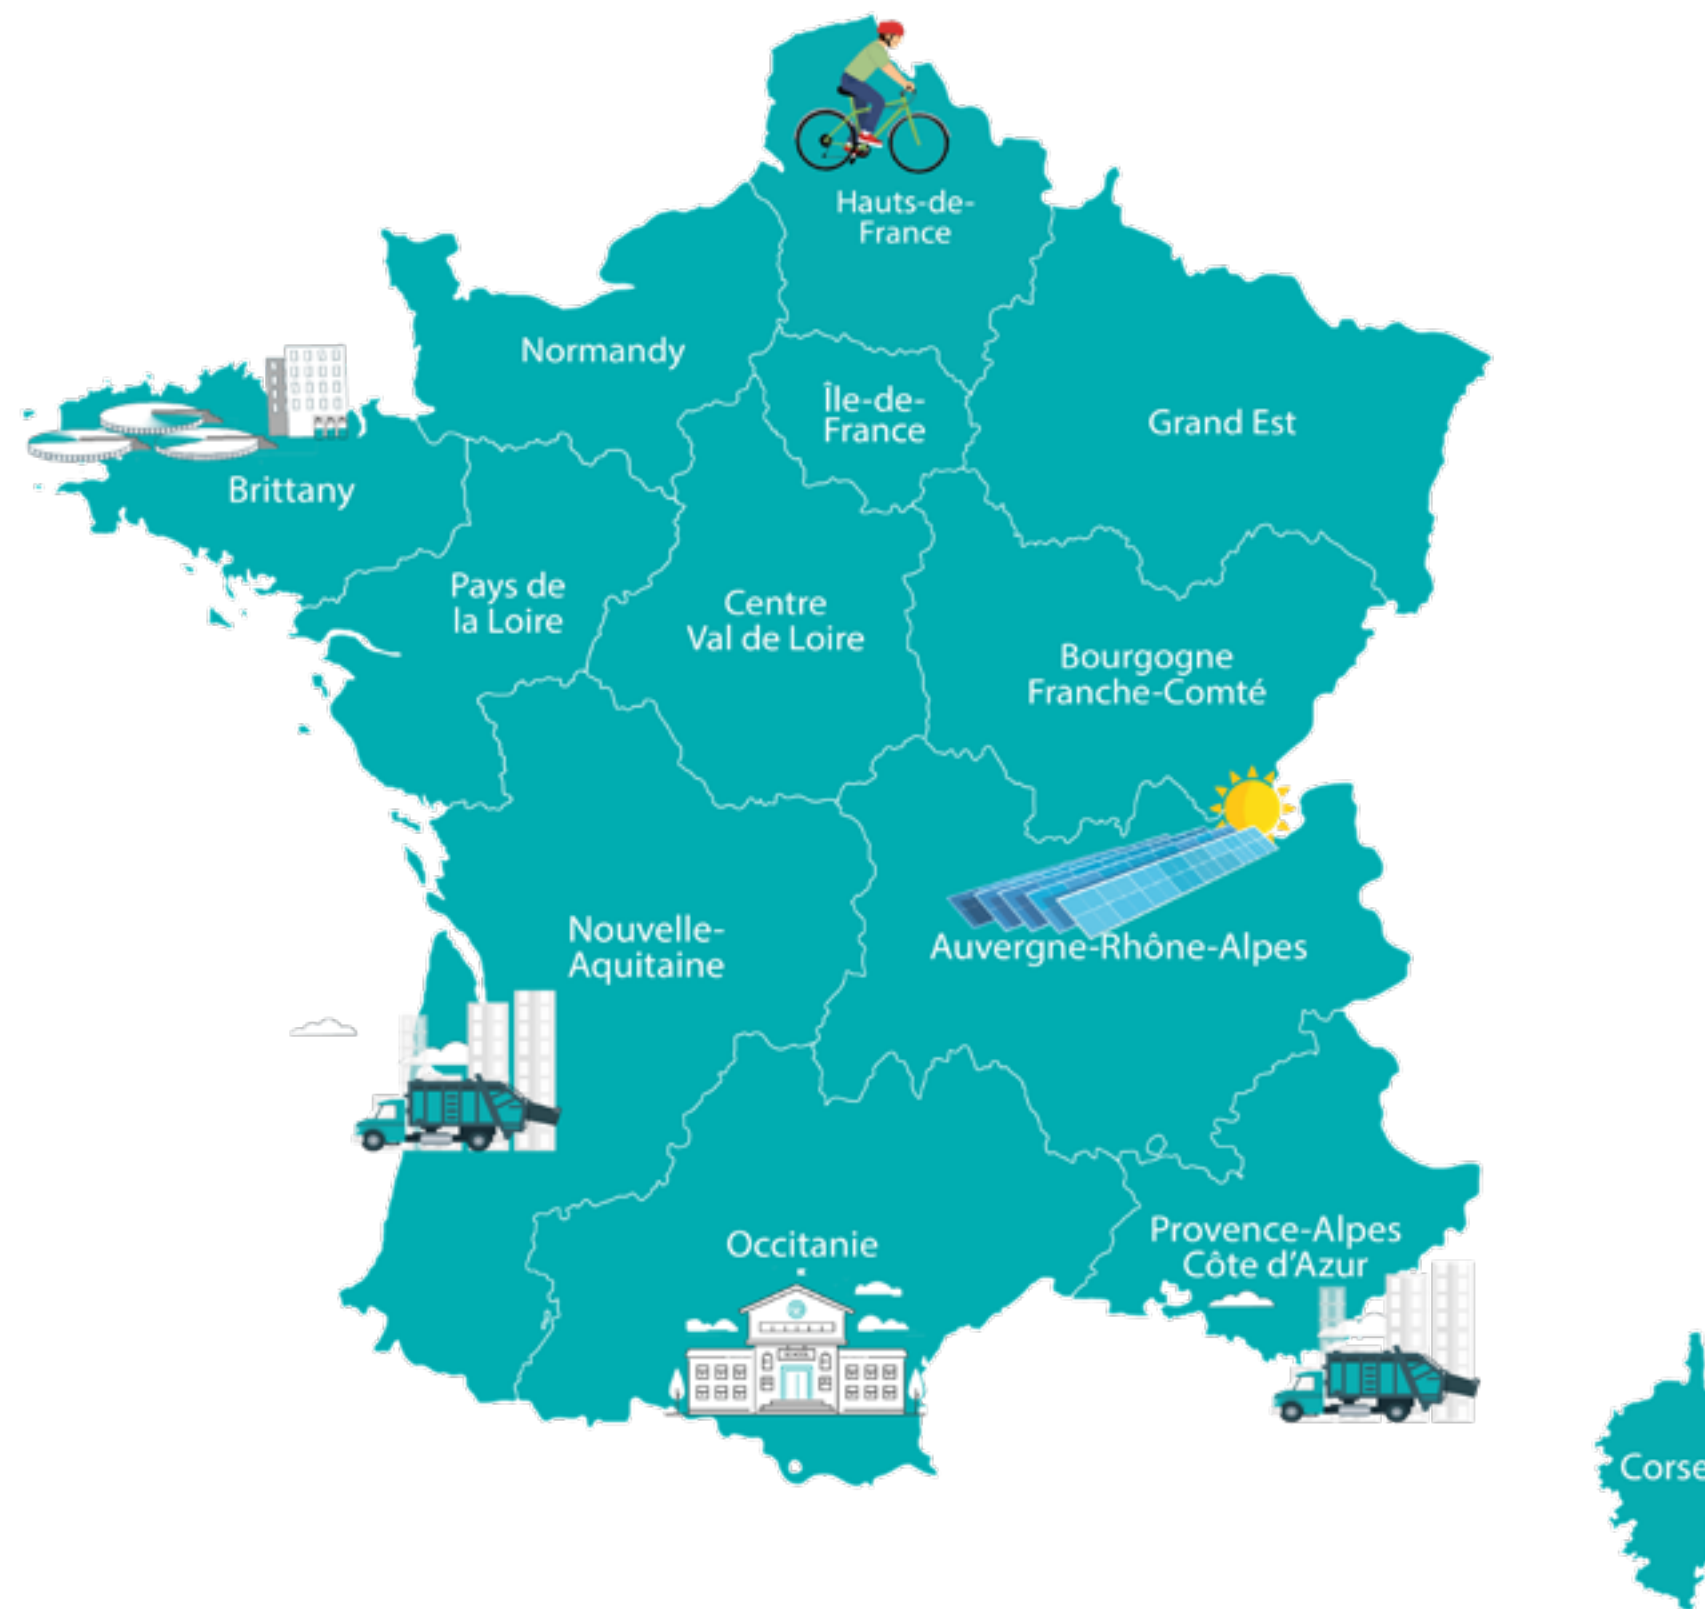 Hauts-de-
France
Normandy
Île-de-
France
Grand Est
Brittany
Pays de
la Loire
Centre
Val de Loire
Bourgogne
Franche-Comté
Nouvelle-
Aquitaine
Auvergne-Rhône-Alpes
Occitanie
Provence-Alpes
Côte d’Azur
Corse